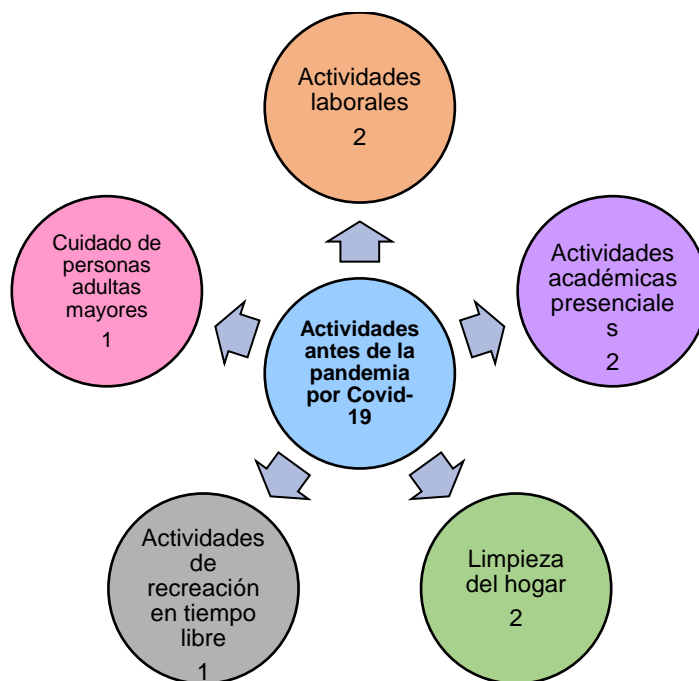 Actividades
laborales
2
Cuidado de
personas
adultas
mayores
1
Actividades
académicas
presenciale
s
2
Actividades
antes de la
pandemia
por Covid-
19
Actividades
de
recreación
en tiempo
libre
1
Limpieza
del hogar
2